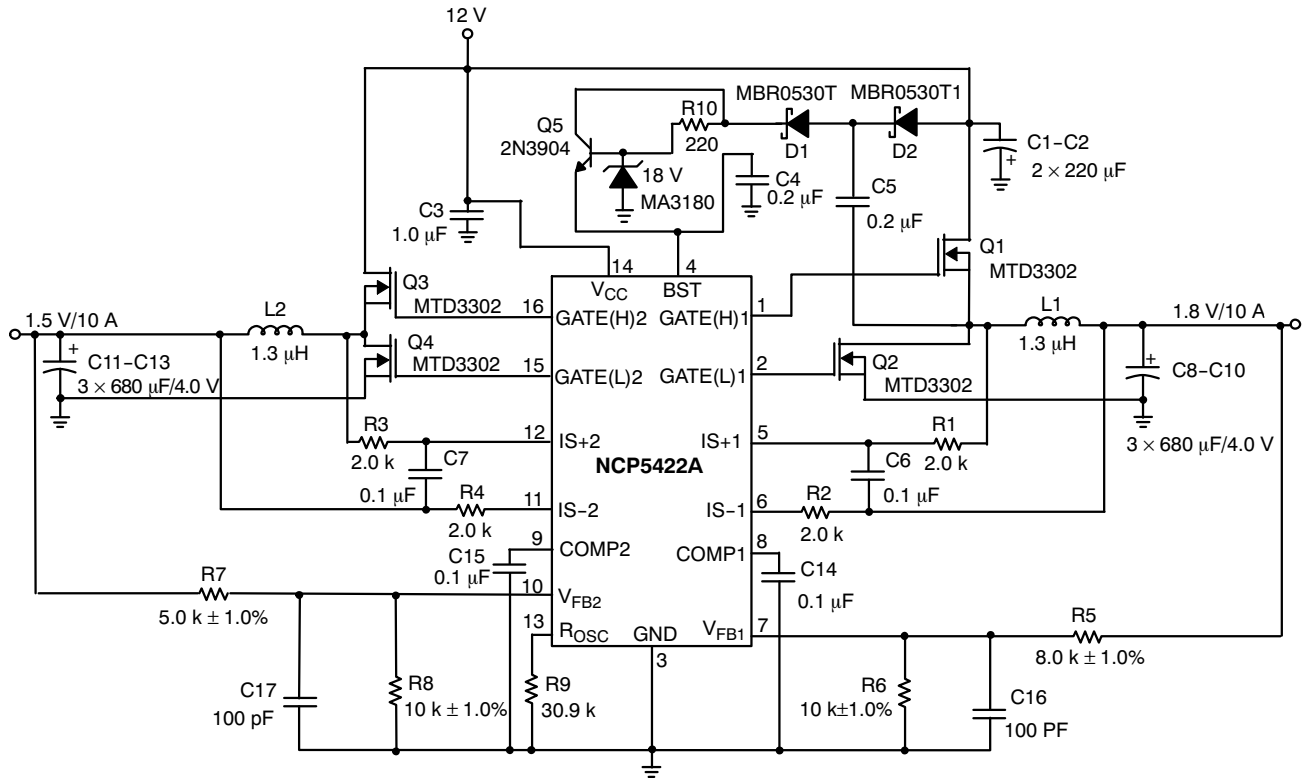 12 V
MBR0530T
MBR0530T1
R10
220
Q5
2N3904
D1
D2
C1−C2
2 × 220 μF
18 V
MA3180
C4
0.2 μF
C5
0.2 μF
C3
1.0 μF
Q1
MTD3302
Q3
MTD3302
14
4
VCC
BST
16
GATE(H)2
GATE(H)1
1
1.5 V/10 A
L2
1.3 μH
L1
1.3 μH
1.8 V/10 A
C11−C13
3 × 680 μF/4.0 V
Q4
MTD3302
15
GATE(L)2
GATE(L)1
2
Q2
MTD3302
C8−C10
3 × 680 μF/4.0 V
R3
2.0 k
12
IS+2
IS+1
5
R1
2.0 k
C7
0.1 μF
NCP5422A
C6
0.1 μF
R4
2.0 k
11
IS−2
IS−1
6
R2
2.0 k
9
COMP2
COMP1
8
C15
0.1 μF
C14
0.1 μF
R7
5.0 k ± 1.0%
10
VFB2
13
ROSC
GND
3
VFB1
7
R5
8.0 k ± 1.0%
C17
100 pF
R8
10 k ± 1.0%
R9
30.9 k
R6
10 k±1.0%
C16
100 PF
+
+
+